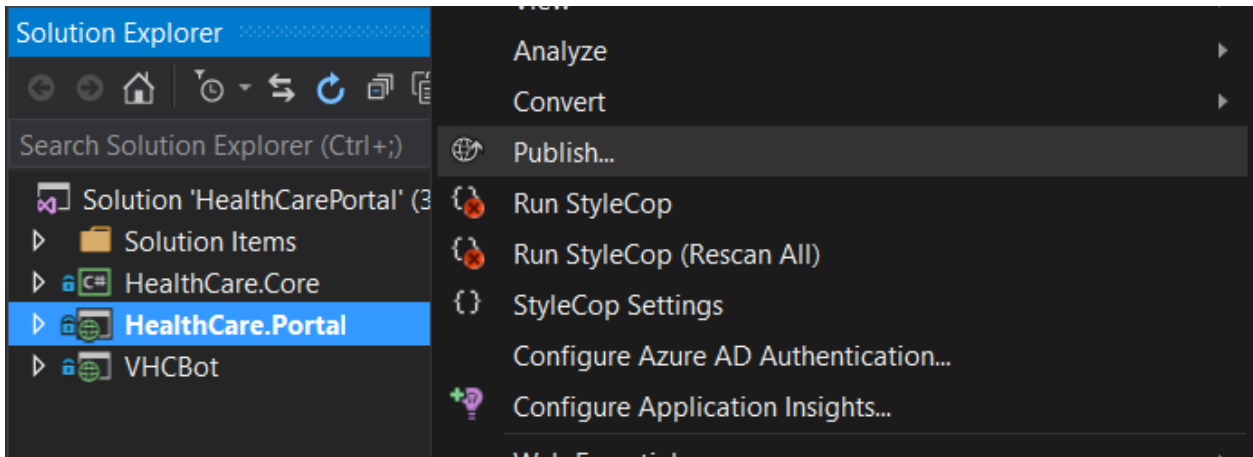 Solution Explorer
Search Solution Explorer (Ctrl+;)
Solution 'HealthCarePortal' (3
Solution Items
C#
HealthCare.Core
HealthCare.Portal
VHCBot
View
Analyze
Convert
Publish...
Run StyleCop
Run StyleCop (Rescan All)
StyleCop Settings
Configure Azure AD Authentication...
Configure Application Insights...